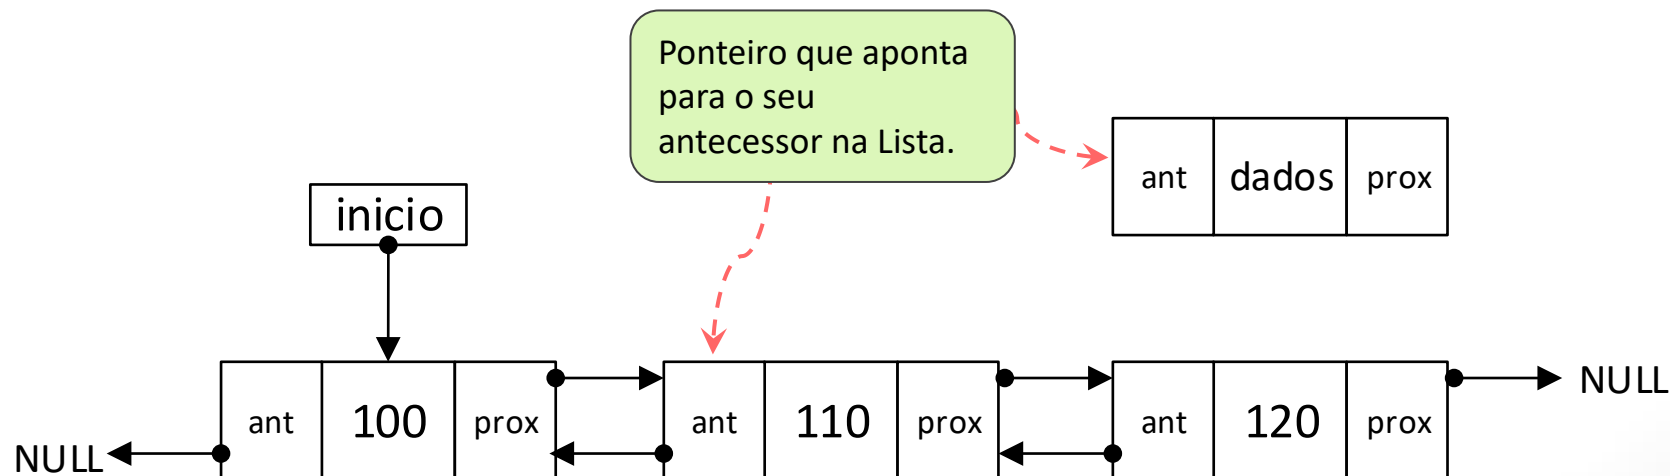 Ponteiro que aponta
para o seu
antecessor na Lista.
ant dados prox
inicio
NULL
ant 100 prox
ant 110 prox
ant 120 prox
NULL